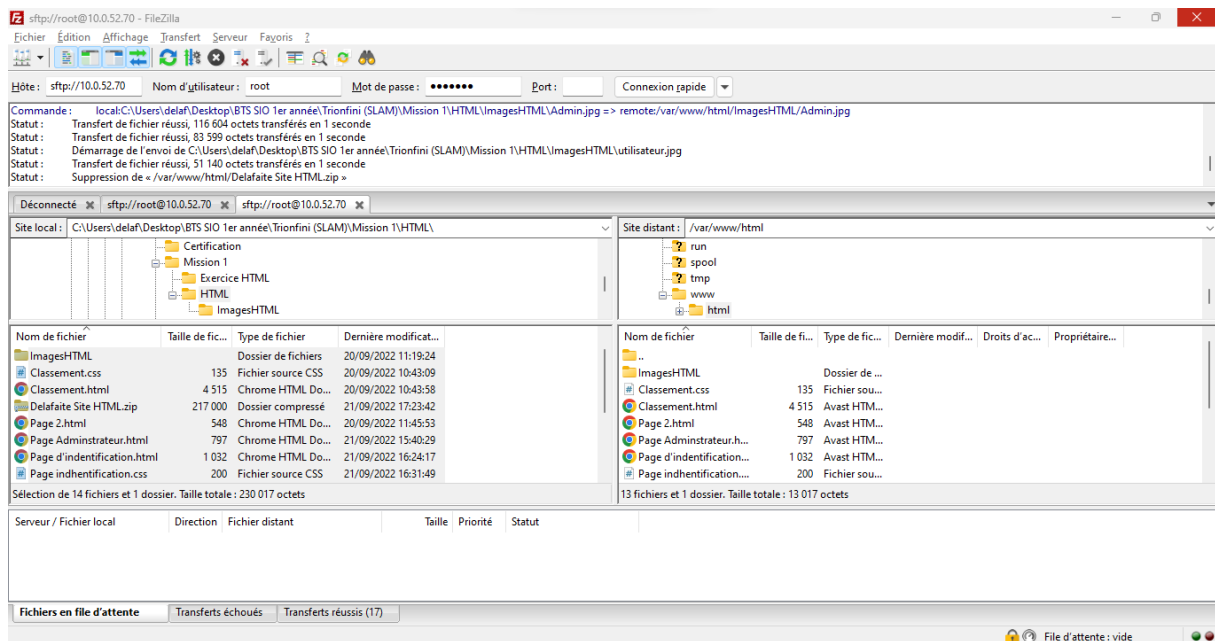 sftp://root@10.0.52.70 - FileZilla
Fichier Édition Affichage Transfert Serveur Favoris ?
Hôte : sftp://10.0.52.70 Nom d'utilisateur : root Mot de passe : ●●●●●●● Port : Connexion rapide
Commande : local:C:\Users\delaf\Desktop\BTS SIO 1er année\Trionfini (SLAM)\Mission 1\HTML\ImagesHTML\Admin.jpg => remote:/var/www/html/ImagesHTML/Admin.jpg
Statut : Transfert de fichier réussi, 116 604 octets transférés en 1 seconde
Statut : Transfert de fichier réussi, 83 599 octets transférés en 1 seconde
Statut : Démarrage de l'envoi de C:\Users\delaf\Desktop\BTS SIO 1er année\Trionfini (SLAM)\Mission 1\HTML\ImagesHTML\utilisateur.jpg
Statut : Transfert de fichier réussi, 51 140 octets transférés en 1 seconde
Statut : Suppression de « /var/www/html/Delafaite Site HTML.zip »
Déconnecté sftp://root@10.0.52.70 sftp://root@10.0.52.70
Site local : C:\Users\delaf\Desktop\BTS SIO 1er année\Trionfini (SLAM)\Mission 1\HTML\
Certification
Mission 1
Exercice HTML
HTML
ImagesHTML
Site distant : /var/www/html
run
spool
tmp
www
html
Nom de fichier Taille de fic... Type de fichier Dernière modificat...
ImagesHTML Dossier de fichiers 20/09/2022 11:19:24
Classement.css 135 Fichier source CSS 20/09/2022 10:43:09
Classement.html 4 515 Chrome HTML Do... 20/09/2022 10:43:58
Delafaite Site HTML.zip 217 000 Dossier compressé 21/09/2022 17:23:42
Page 2.html 548 Chrome HTML Do... 20/09/2022 11:45:53
Page Adminstrateur.html 797 Chrome HTML Do... 21/09/2022 15:40:29
Page d'indentification.html 1 032 Chrome HTML Do... 21/09/2022 16:24:17
Page indhentification.css 200 Fichier source CSS 21/09/2022 16:31:49
Sélection de 14 fichiers et 1 dossier. Taille totale : 230 017 octets
Nom de fichier Taille de fi... Type de fic... Dernière modif... Droits d'ac... Propriétaire...
..
ImagesHTML Dossier de ...
Classement.css 135 Fichier sou...
Classement.html 4 515 Avast HTM...
Page 2.html 548 Avast HTM...
Page Adminstrateur.h... 797 Avast HTM...
Page d'indentification.... 1 032 Avast HTM...
Page indhentification.... 200 Fichier sou...
13 fichiers et 1 dossier. Taille totale : 13 017 octets
Serveur / Fichier local Direction Fichier distant Taille Priorité Statut
Fichiers en file d'attente Transferts échoués Transferts réussis (17)
File d'attente : vide